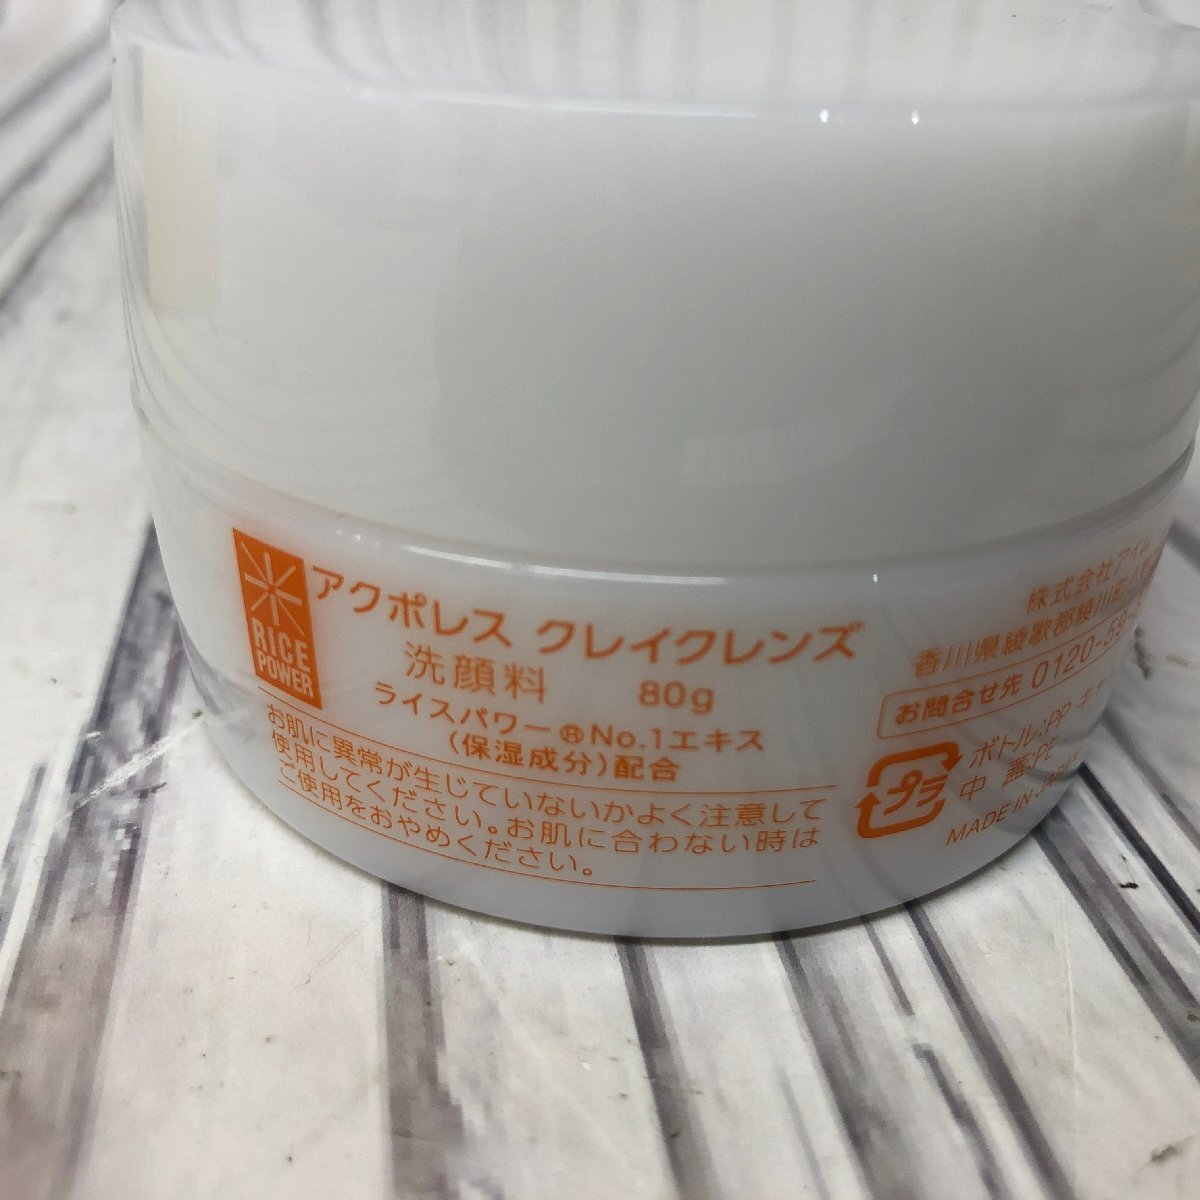 RICE
POWER
アクポレス クレイクレンズ
洗顔料 80g
ライスパワー®No.1エキス
(保湿成分)配合
お肌に異常が生じていないかよく注意して
使用してください。お肌に合わない時は
ご使用をおやめください。
株式会社アイム
香川県綾歌郡綾川町
お問合せ先 0120-59-
プラ
ボトル:PP キャ
中 蓋:PE
MADE IN JAPAN